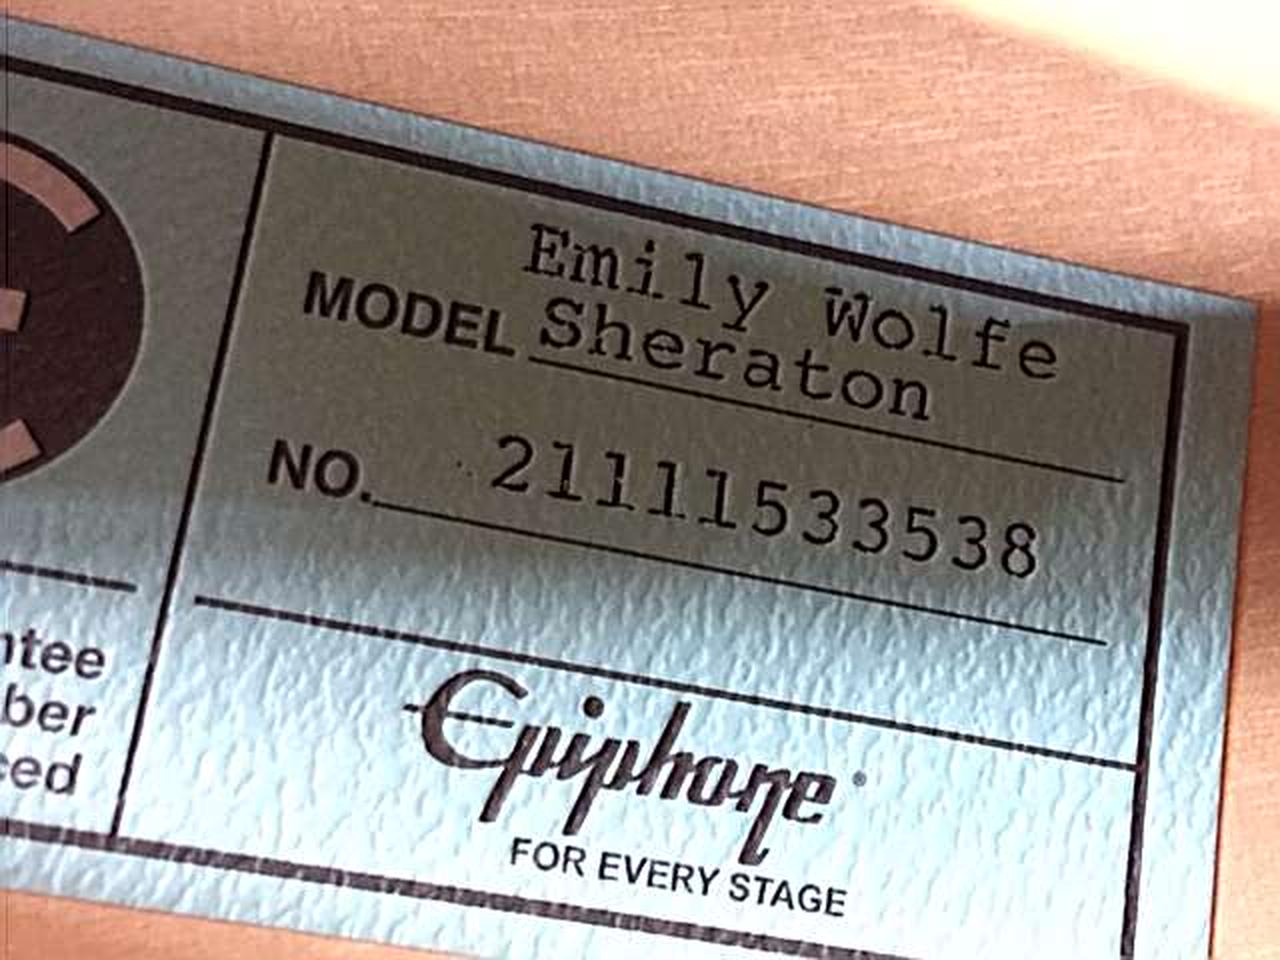 Emily Wolfe
MODEL Sheraton
NO. 21111533538
ntee
ber
ced
Epiphone
FOR EVERY STAGE